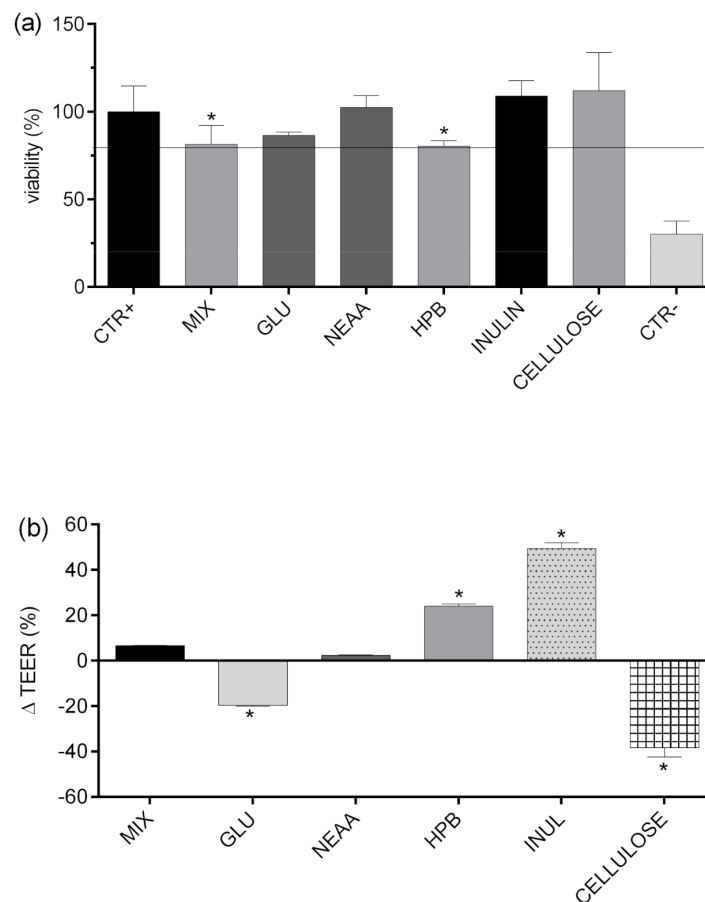 (a)
150
100
50
0
viability (%)
*
*
CTR+
MIX
GLU
NEAA
HPB
INULIN
CELLULOSE
CTR-
(b)
60
40
20
0
-20
-40
-60
Δ TEER (%)
*
*
*
*
MIX
GLU
NEAA
HPB
INUL
CELLULOSE